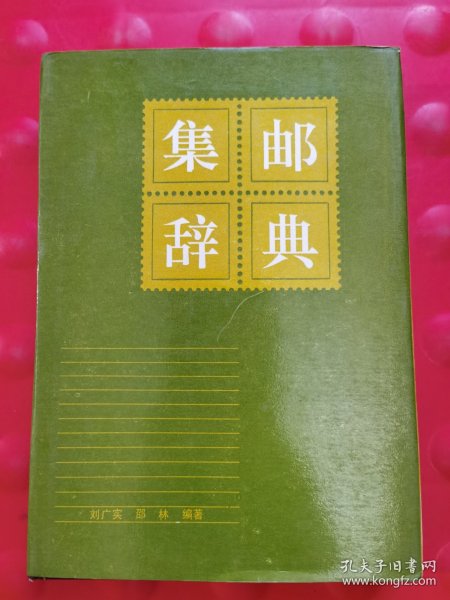 集邮
辞典
刘广实 邵林 编著
孔夫子旧书网
www.kongfz.com